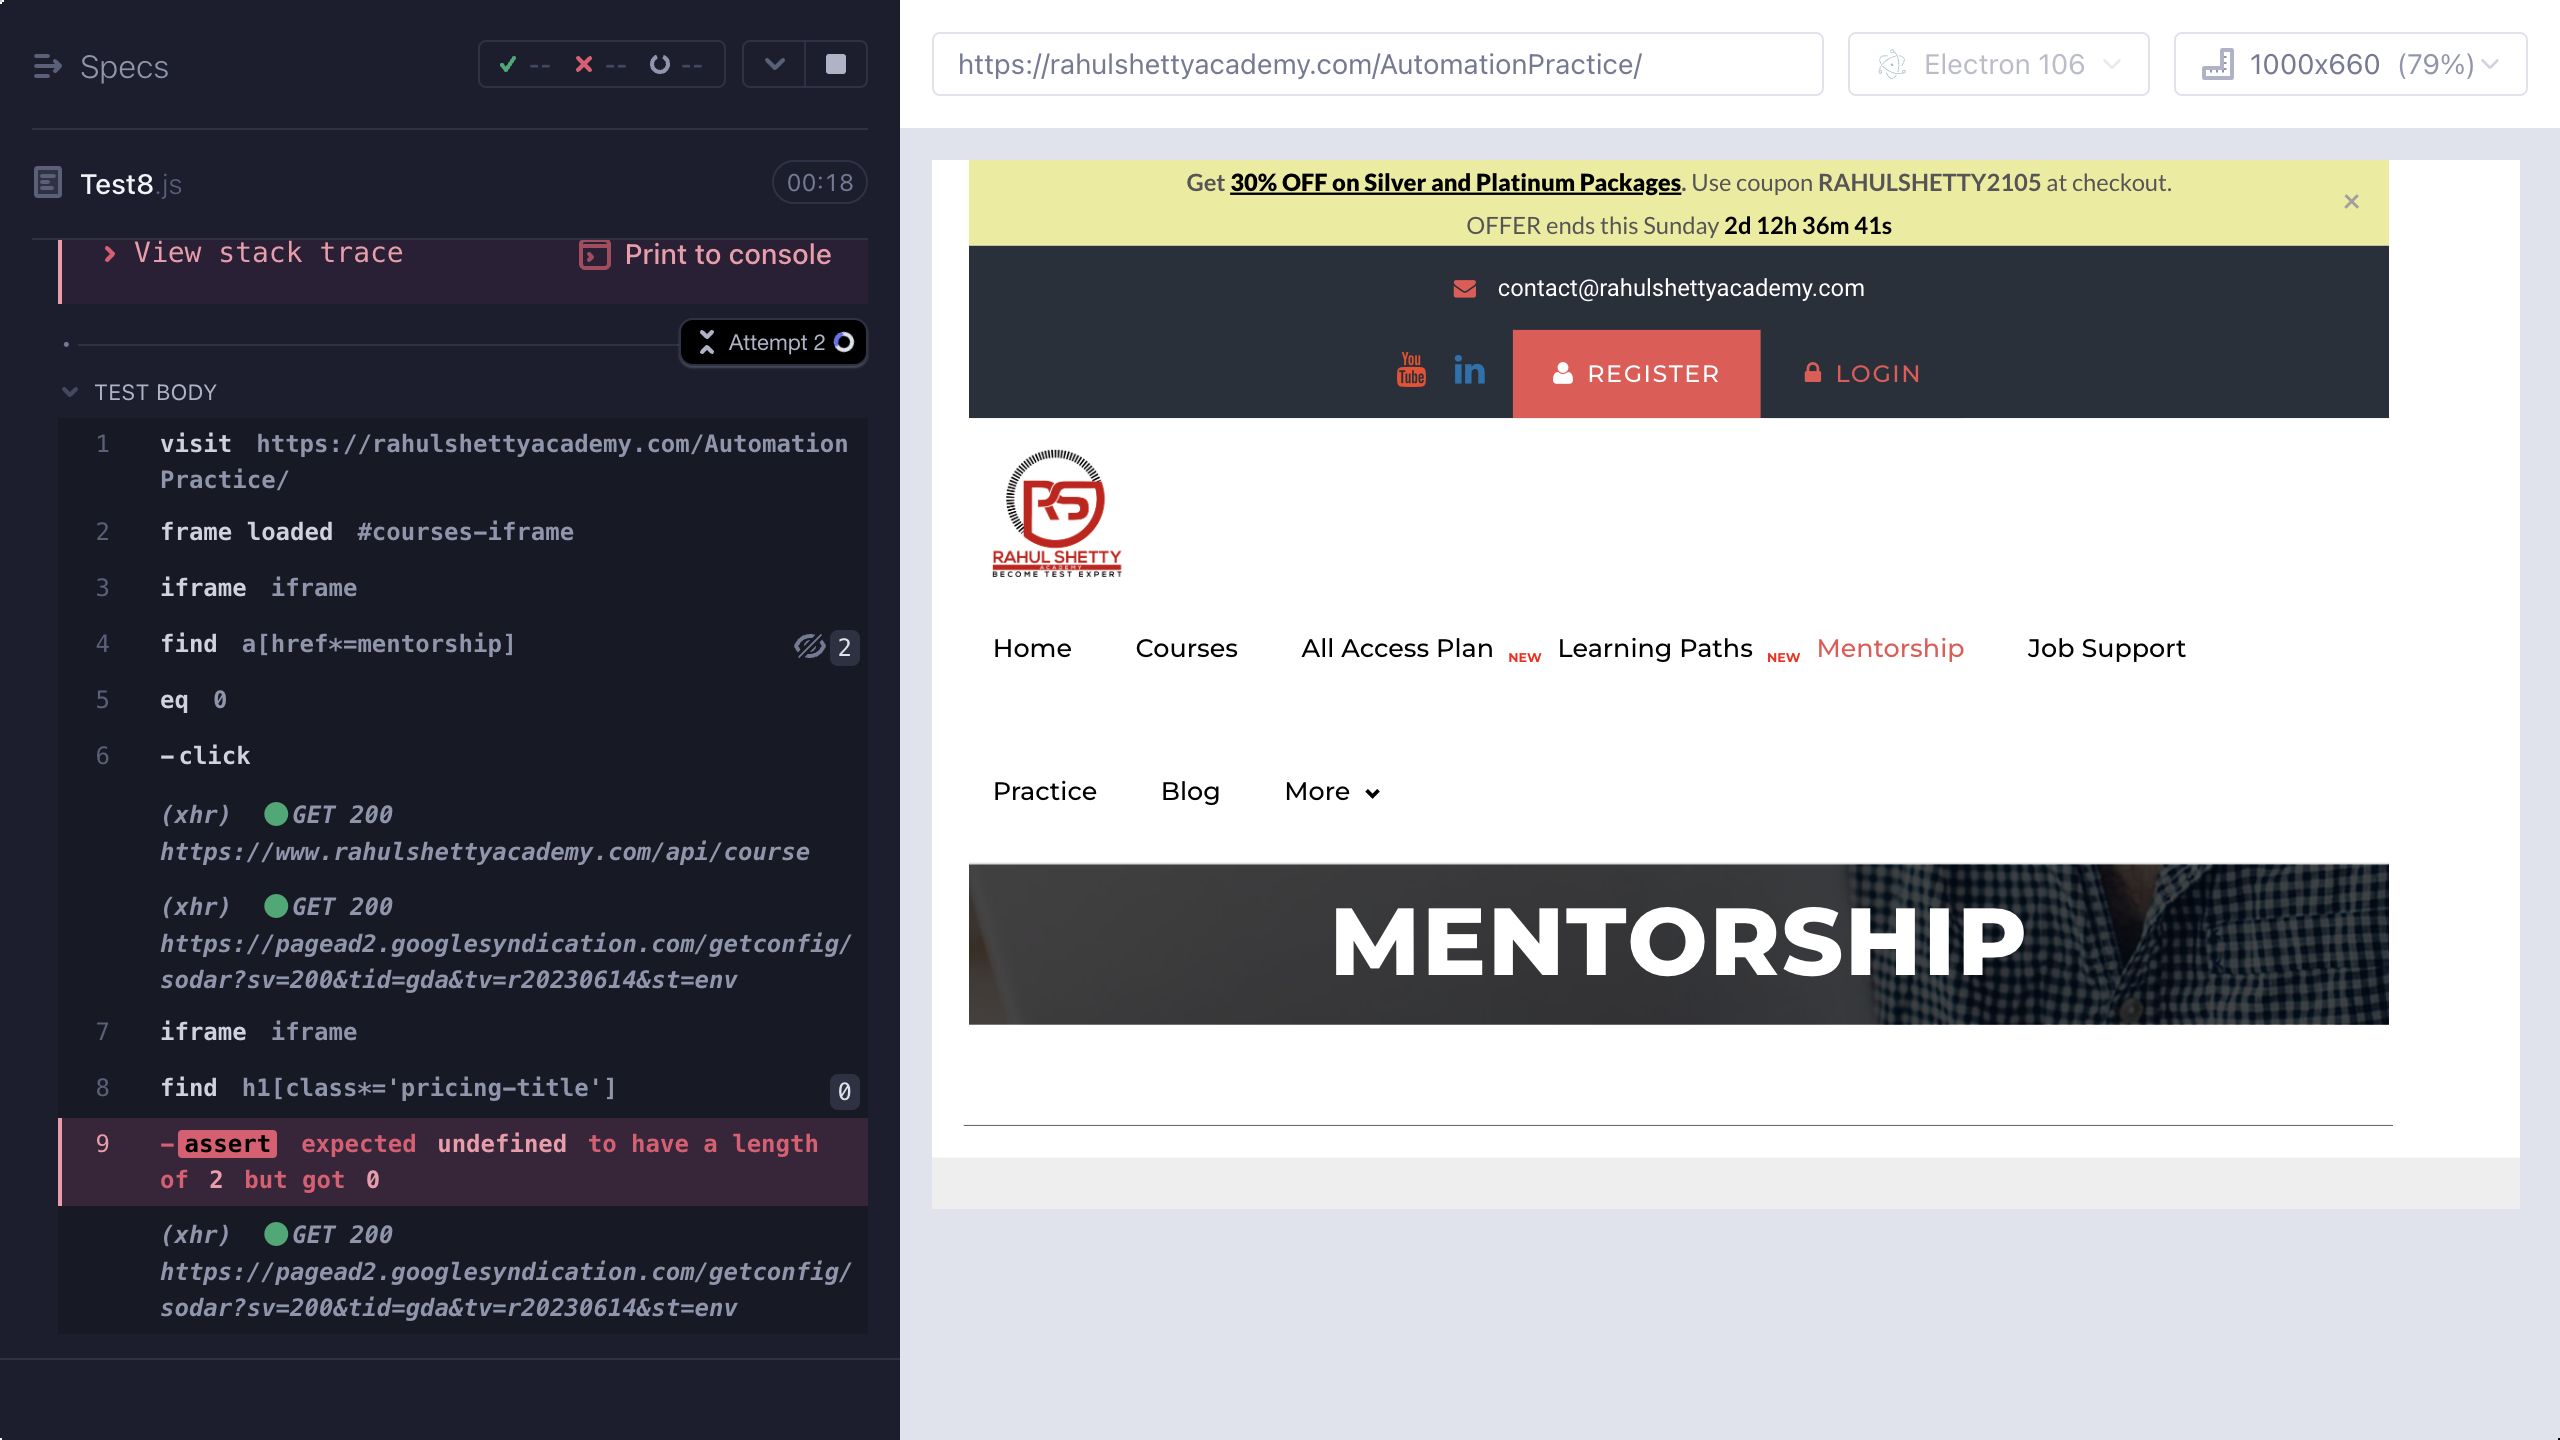 Specs
-- -- --
Test8.js
00:18
View stack trace
Print to console
Attempt 2
TEST BODY
1 visit https://rahulshettyacademy.com/Automation
Practice/
2 frame loaded #courses-iframe
3 iframe iframe
4 find a[href*=mentorship] 2
5 eq 0
6 -click
(xhr) GET 200
https://www.rahulshettyacademy.com/api/course
(xhr) GET 200
https://pagead2.googlesyndication.com/getconfig/
sodar?sv=200&tid=gda&tv=r20230614&st=env
7 iframe iframe
8 find h1[class*='pricing-title'] 0
9 -assert expected undefined to have a length
of 2 but got 0
(xhr) GET 200
https://pagead2.googlesyndication.com/getconfig/
sodar?sv=200&tid=gda&tv=r20230614&st=env
https://rahulshettyacademy.com/AutomationPractice/
Electron 106
1000x660 (79%)
Get 30% OFF on Silver and Platinum Packages. Use coupon RAHULSHETTY2105 at checkout.
OFFER ends this Sunday 2d 12h 36m 41s
×
contact@rahulshettyacademy.com
You
Tube
in
REGISTER
LOGIN
RS
RAHUL SHETTY
ACADEMY
BECOME TEST EXPERT
Home Courses All Access Plan NEW Learning Paths NEW Mentorship Job Support
Practice Blog More
MENTORSHIP